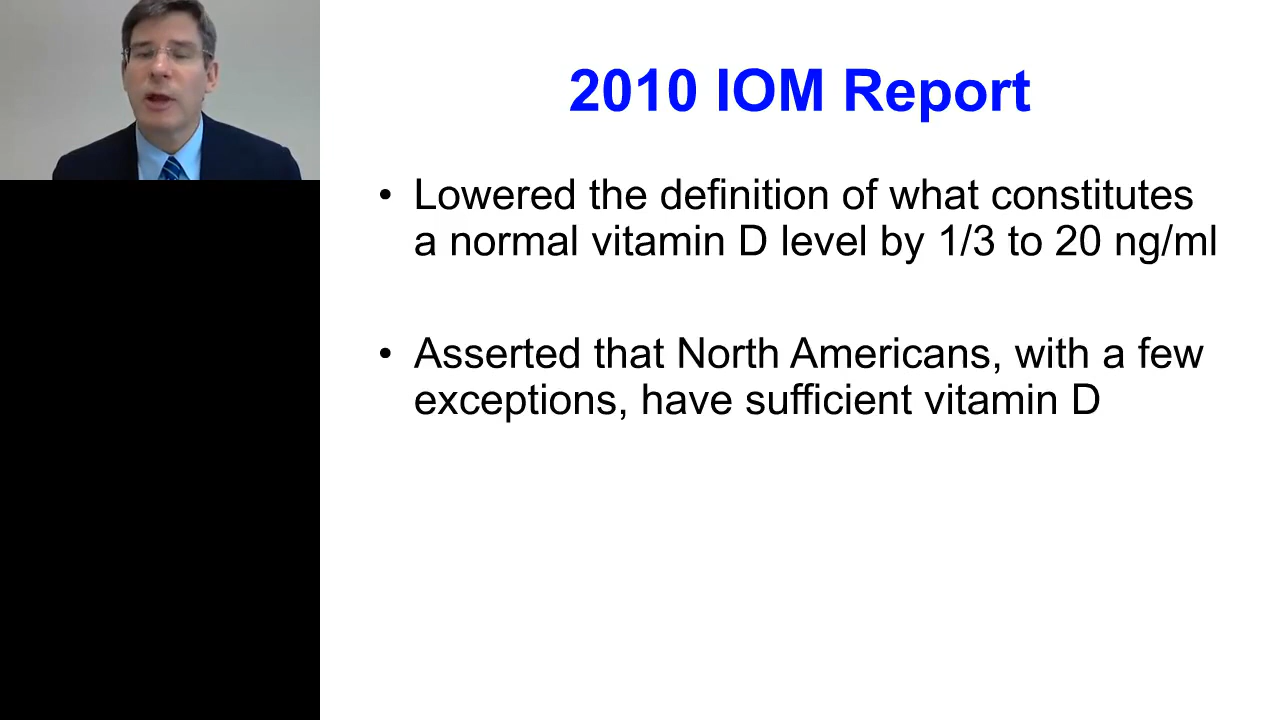 2010 IOM Report
• Lowered the definition of what constitutes
a normal vitamin D level by 1/3 to 20 ng/ml
• Asserted that North Americans, with a few
exceptions, have sufficient vitamin D